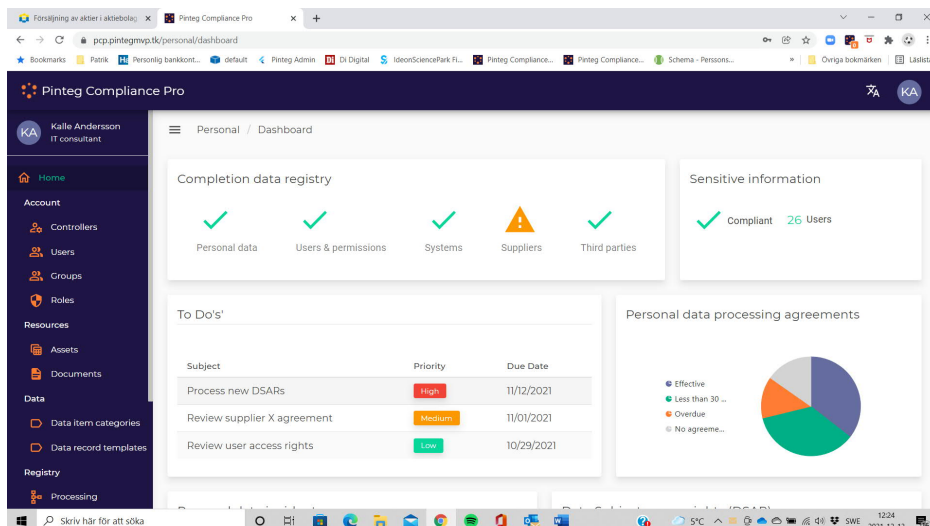 Försäljning av aktier i aktiebolag
Pinteg Compliance Pro
pcp.pintegmvp.tk/personal/dashboard
Bookmarks
Patrik
Personlig bankkont...
default
Pinteg Admin
DI Di Digital
IdeonSciencePark Fi...
Pinteg Compliance...
Pinteg Compliance...
Schema - Perssons...
»
Övriga bokmärken
Läslista
Pinteg Compliance Pro
KA
KA
Kalle Andersson
IT consultant
Personal / Dashboard
Home
Account
Controllers
Users
Groups
Roles
Resources
Assets
Documents
Data
Data item categories
Data record templates
Registry
Processing
Completion data registry
Personal data
Users & permissions
Systems
Suppliers
Third parties
Sensitive information
Compliant 26 Users
To Do's'
Subject Priority Due Date
Process new DSARs High 11/12/2021
Review supplier X agreement Medium 11/01/2021
Review user access rights Low 10/29/2021
Personal data processing agreements
Effective
Less than 30 ...
Overdue
No agreeme...
Skriv här för att söka
5°C
SWE
12:24